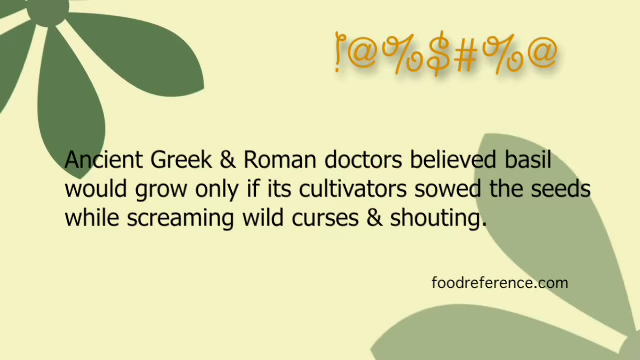 !@%$#%@
Ancient Greek & Roman doctors believed basil
would grow only if its cultivators sowed the seeds
while screaming wild curses & shouting.
foodreference.com